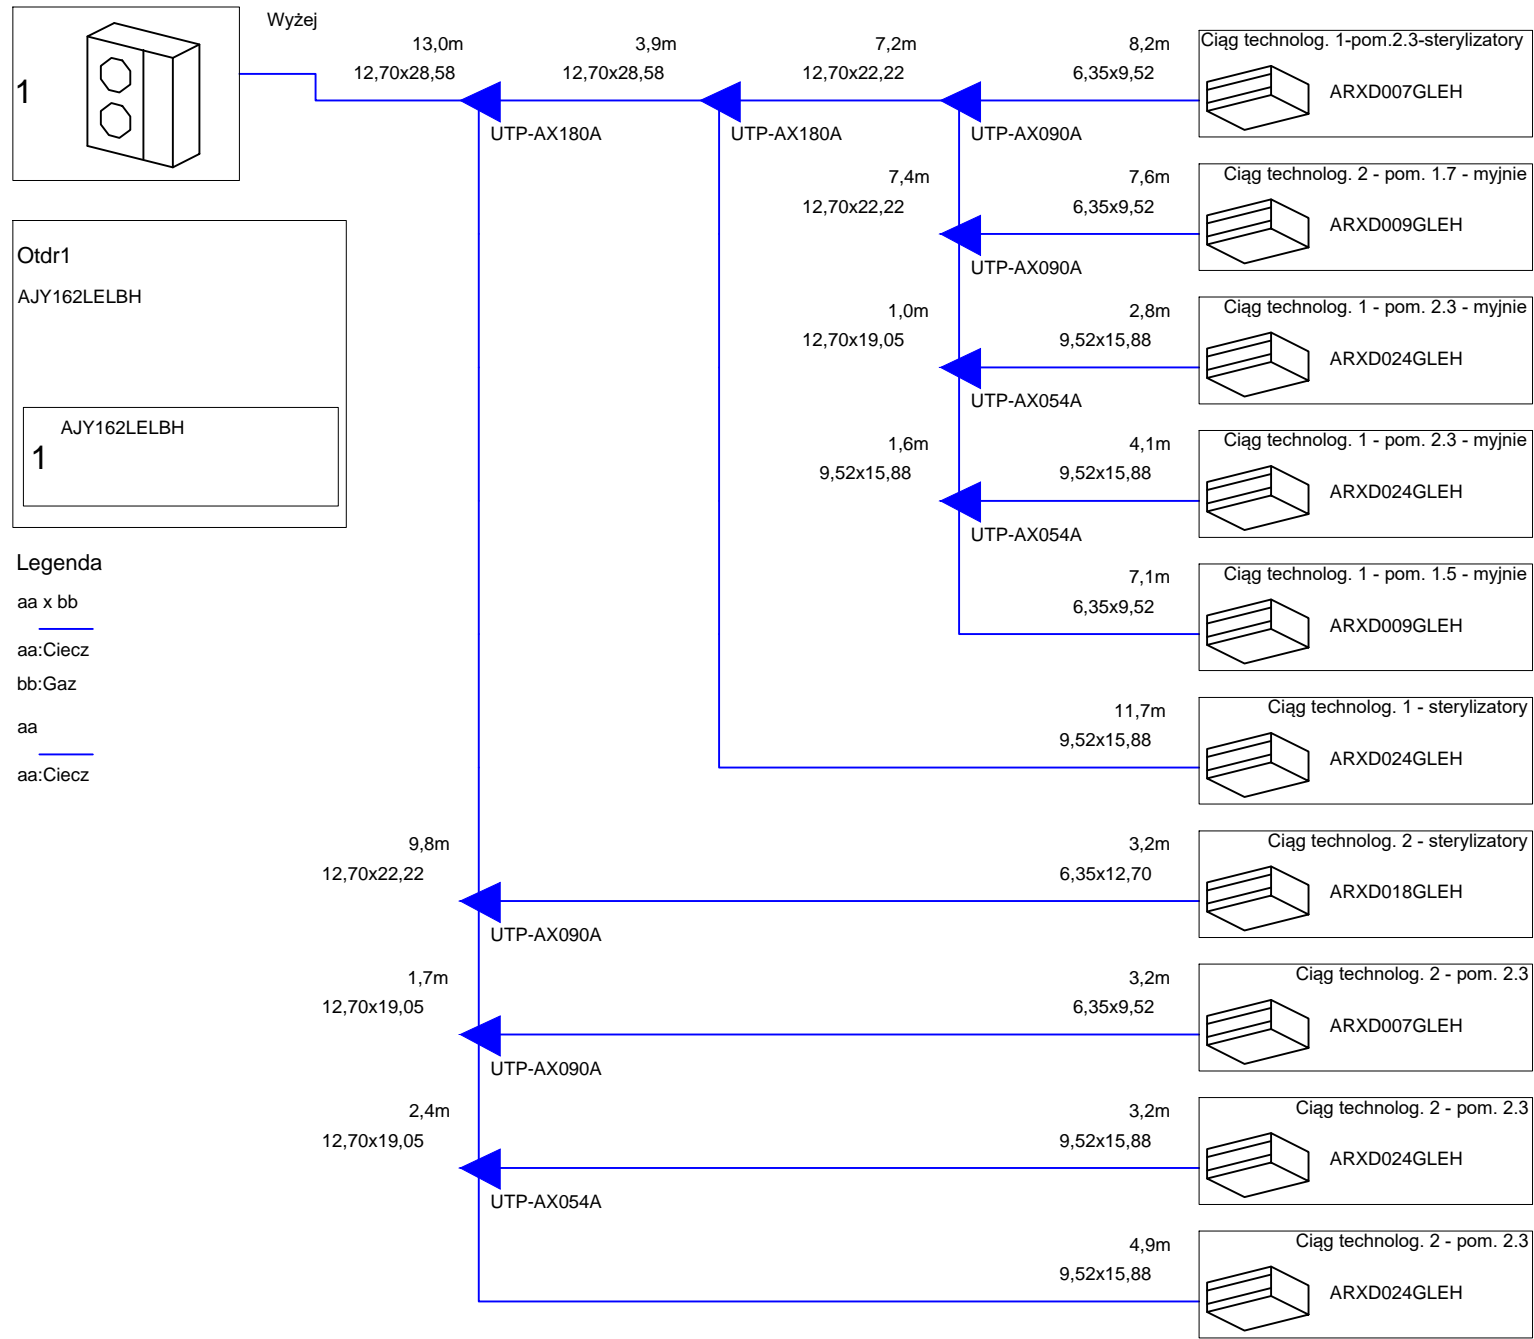 Wyżej
1
13,0m
12,70x28,58
3,9m
12,70x28,58
7,2m
12,70x22,22
8,2m
6,35x9,52
Ciąg technolog. 1-pom.2.3-sterylizatory
ARXD007GLEH
UTP-AX180A
UTP-AX180A
UTP-AX090A
7,4m
12,70x22,22
7,6m
6,35x9,52
Ciąg technolog. 2 - pom. 1.7 - myjnie
ARXD009GLEH
UTP-AX090A
Otdr1
AJY162LELBH
AJY162LELBH
1
1,0m
12,70x19,05
2,8m
9,52x15,88
Ciąg technolog. 1 - pom. 2.3 - myjnie
ARXD024GLEH
UTP-AX054A
1,6m
9,52x15,88
4,1m
9,52x15,88
Ciąg technolog. 1 - pom. 2.3 - myjnie
ARXD024GLEH
UTP-AX054A
Legenda
aa x bb
aa:Ciecz
bb:Gaz
aa
aa:Ciecz
7,1m
6,35x9,52
Ciąg technolog. 1 - pom. 1.5 - myjnie
ARXD009GLEH
11,7m
9,52x15,88
Ciąg technolog. 1 - sterylizatory
ARXD024GLEH
9,8m
12,70x22,22
3,2m
6,35x12,70
Ciąg technolog. 2 - sterylizatory
ARXD018GLEH
UTP-AX090A
1,7m
12,70x19,05
3,2m
6,35x9,52
Ciąg technolog. 2 - pom. 2.3
ARXD007GLEH
UTP-AX090A
2,4m
12,70x19,05
3,2m
9,52x15,88
Ciąg technolog. 2 - pom. 2.3
ARXD024GLEH
UTP-AX054A
4,9m
9,52x15,88
Ciąg technolog. 2 - pom. 2.3
ARXD024GLEH